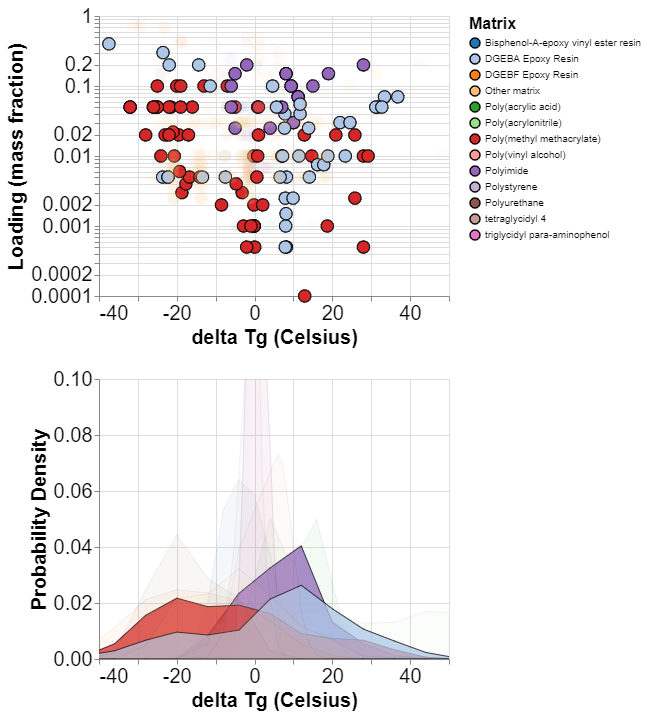 Matrix
Bisphenol-A-epoxy vinyl ester resin
DGEBA Epoxy Resin
DGEBF Epoxy Resin
Other matrix
Poly(acrylic acid)
Poly(acrylonitrile)
Poly(methyl methacrylate)
Poly(vinyl alcohol)
Polyimide
Polystyrene
Polyurethane
tetraglycidyl 4
triglycidyl para-aminophenol
Loading (mass fraction)
1
0.2
0.1
0.02
0.01
0.002
0.001
0.0002
0.0001
-40 -20 0 20 40
delta Tg (Celsius)
Probability Density
0.10
0.08
0.06
0.04
0.02
0.00
-40 -20 0 20 40
delta Tg (Celsius)